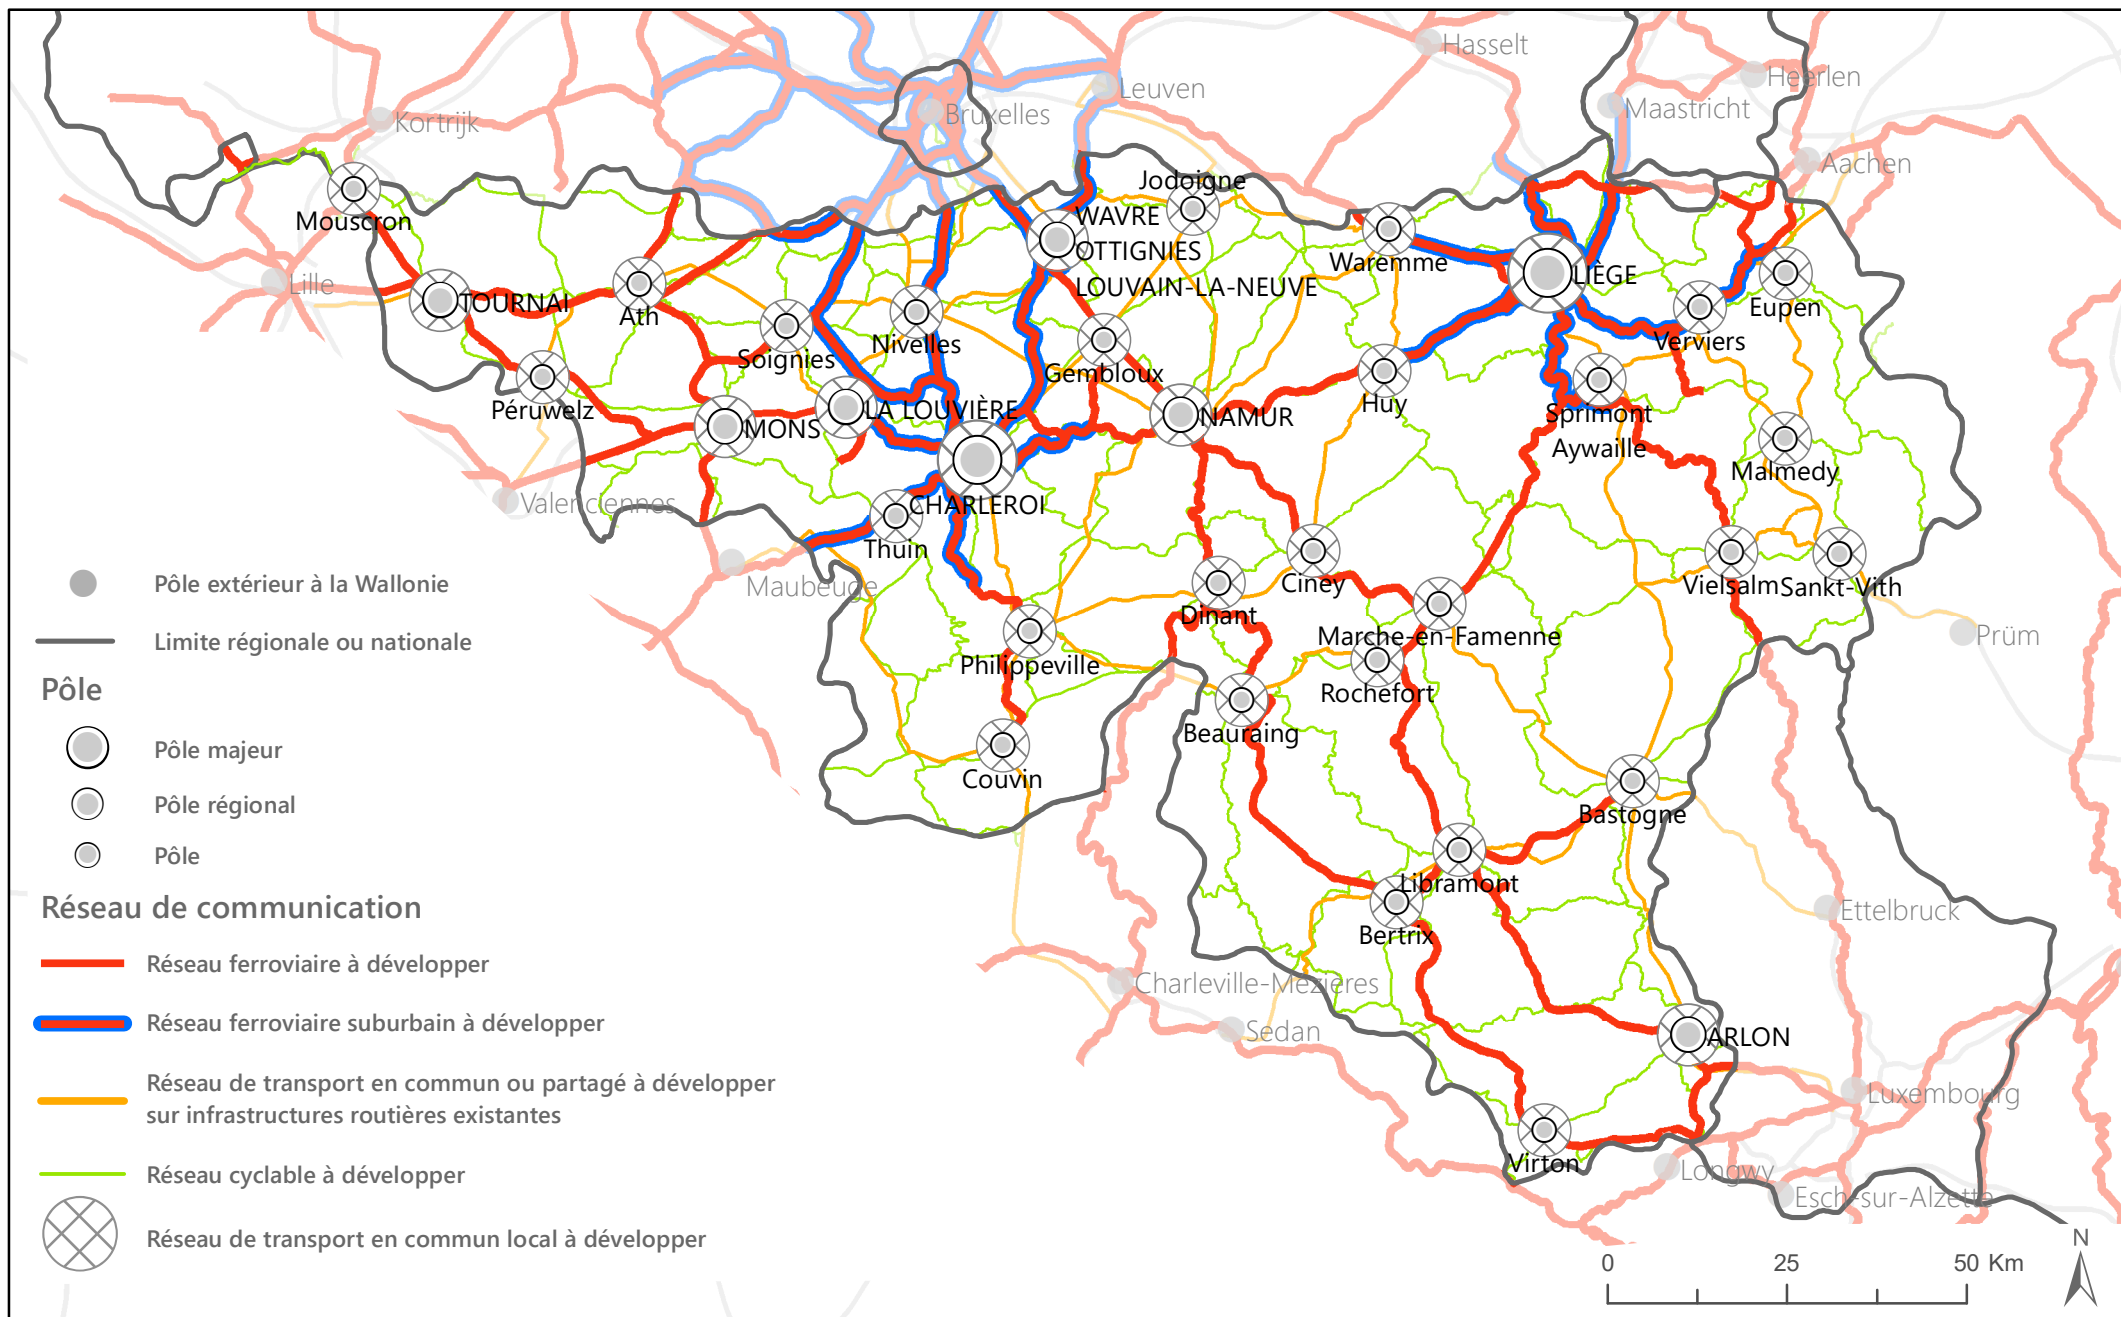 Hasselt
Heerlen
Leuven
Maastricht
Bruxelles
Kortrijk
Aachen
Jodoigne
Mouscron
WAVRE
OTTIGNIES
LOUVAIN-LA-NEUVE
Waremme
LIÈGE
Lille
TOURNAI
Ath
Eupen
Soignies
Nivelles
Verviers
Gembloux
Péruwelz
LA LOUVIÈRE
Huy
Sprimont
Aywaille
MONS
NAMUR
Malmedy
Valenciennes
CHARLEROI
Thuin
Maubeuge
Ciney
Vielsalm
Sankt-Vith
Dinant
Marche-en-Famenne
Prüm
Philippeville
Rochefort
Beauraing
Couvin
Bastogne
Libramont
Bertrix
Ettelbruck
Charleville-Mézières
Sedan
ARLON
Luxembourg
Virton
Longwy
Esch-sur-Alzette
Pôle extérieur à la Wallonie
Limite régionale ou nationale
Pôle
Pôle majeur
Pôle régional
Pôle
Réseau de communication
Réseau ferroviaire à développer
Réseau ferroviaire suburbain à développer
Réseau de transport en commun ou partagé à développer
sur infrastructures routières existantes
Réseau cyclable à développer
Réseau de transport en commun local à développer
N
0 25 50 Km